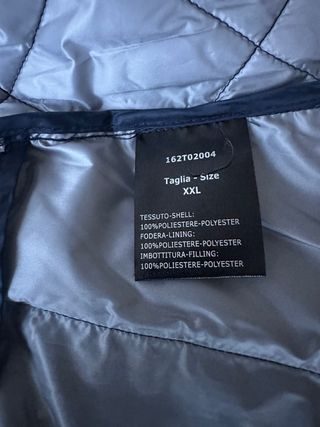 162T02004
Taglia - Size
XXL
TESSUTO-SHELL:
100%POLIESTERE-POLYESTER
FODERA-LINING:
100%POLIESTERE-POLYESTER
IMBOTTITURA-FILLING:
100%POLIESTERE-POLYESTER